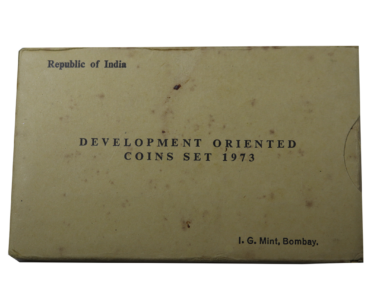 Republic of India
DEVELOPMENT ORIENTED
COINS SET 1973
I. G. Mint, Bombay.